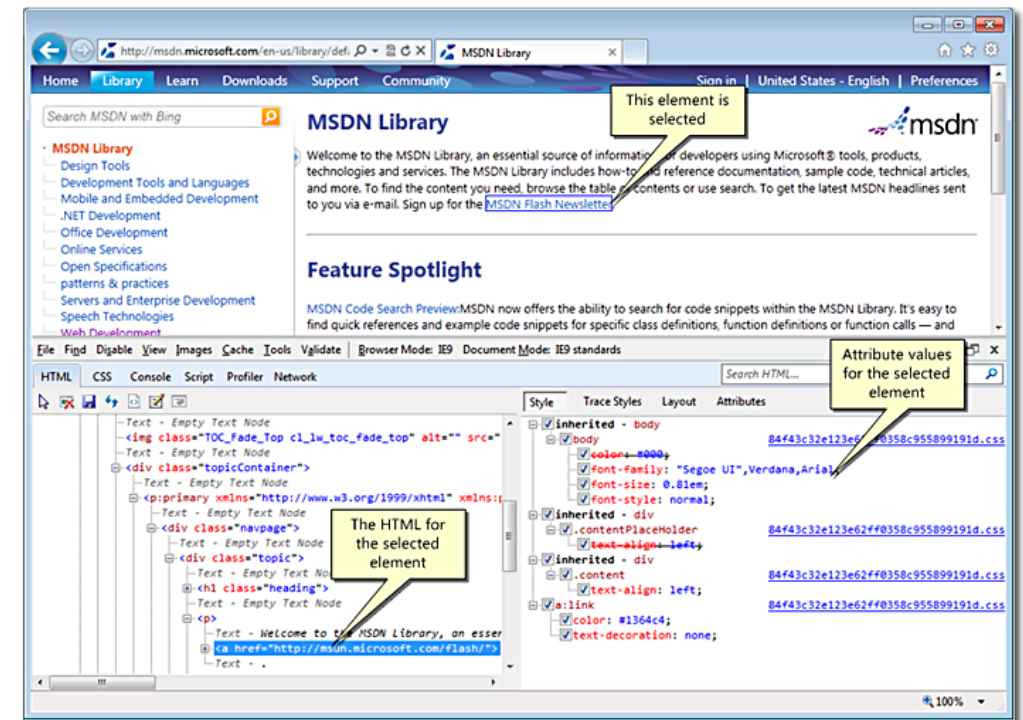 http://msdn.microsoft.com/en-us/library/def
MSDN Library
Home Library Learn Downloads Support Community Sign in | United States - English | Preferences
Search MSDN with Bing
MSDN Library
Design Tools
Development Tools and Languages
Mobile and Embedded Development
.NET Development
Office Development
Online Services
Open Specifications
patterns & practices
Servers and Enterprise Development
Speech Technologies
Web Development
MSDN Library
This element is
selected
msdn
Welcome to the MSDN Library, an essential source of information for developers using Microsoft® tools, products,
technologies and services. The MSDN Library includes how-to and reference documentation, sample code, technical articles,
and more. To find the content you need, browse the table of contents or use search. To get the latest MSDN headlines sent
to you via e-mail. Sign up for the MSDN Flash Newsletter
Feature Spotlight
MSDN Code Search Preview:MSDN now offers the ability to search for code snippets within the MSDN Library. It's easy to
find quick references and example code snippets for specific class definitions, function definitions or function calls — and
File Find Disable View Images Cache Tools Validate | Browser Mode: IE9 Document Mode: IE9 standards
HTML CSS Console Script Profiler Network
Search HTML...
Attribute values
for the selected
element
Text - Empty Text Node
<img class="TOC_Fade_Top cl_lw_toc_fade_top" alt="" src="
Text - Empty Text Node
<div class="topicContainer">
Text - Empty Text Node
<p:primary xmlns="http://www.w3.org/1999/xhtml" xmlns:
Text - Empty Text Node
<div class="navpage">
Text - Empty Text Node
<div class="topic">
Text - Empty Text Node
<h1 class="heading">
Text - Empty Text Node
<p>
Text - Welcome to the MSDN Library, an esser
<a href="http://msdn.microsoft.com/flash/">
Text - .
The HTML for
the selected
element
Style Trace Styles Layout Attributes
inherited - body
body 84f43c32e123e62ff0358c955899191d.css
color: #000;
font-family: "Segoe UI",Verdana,Arial
font-size: 0.81em;
font-style: normal;
inherited - div
.contentPlaceHolder 84f43c32e123e62ff0358c955899191d.css
text-align: left;
inherited - div
.content 84f43c32e123e62ff0358c955899191d.css
text-align: left;
a:link 84f43c32e123e62ff0358c955899191d.css
color: #1364c4;
text-decoration: none;
100%